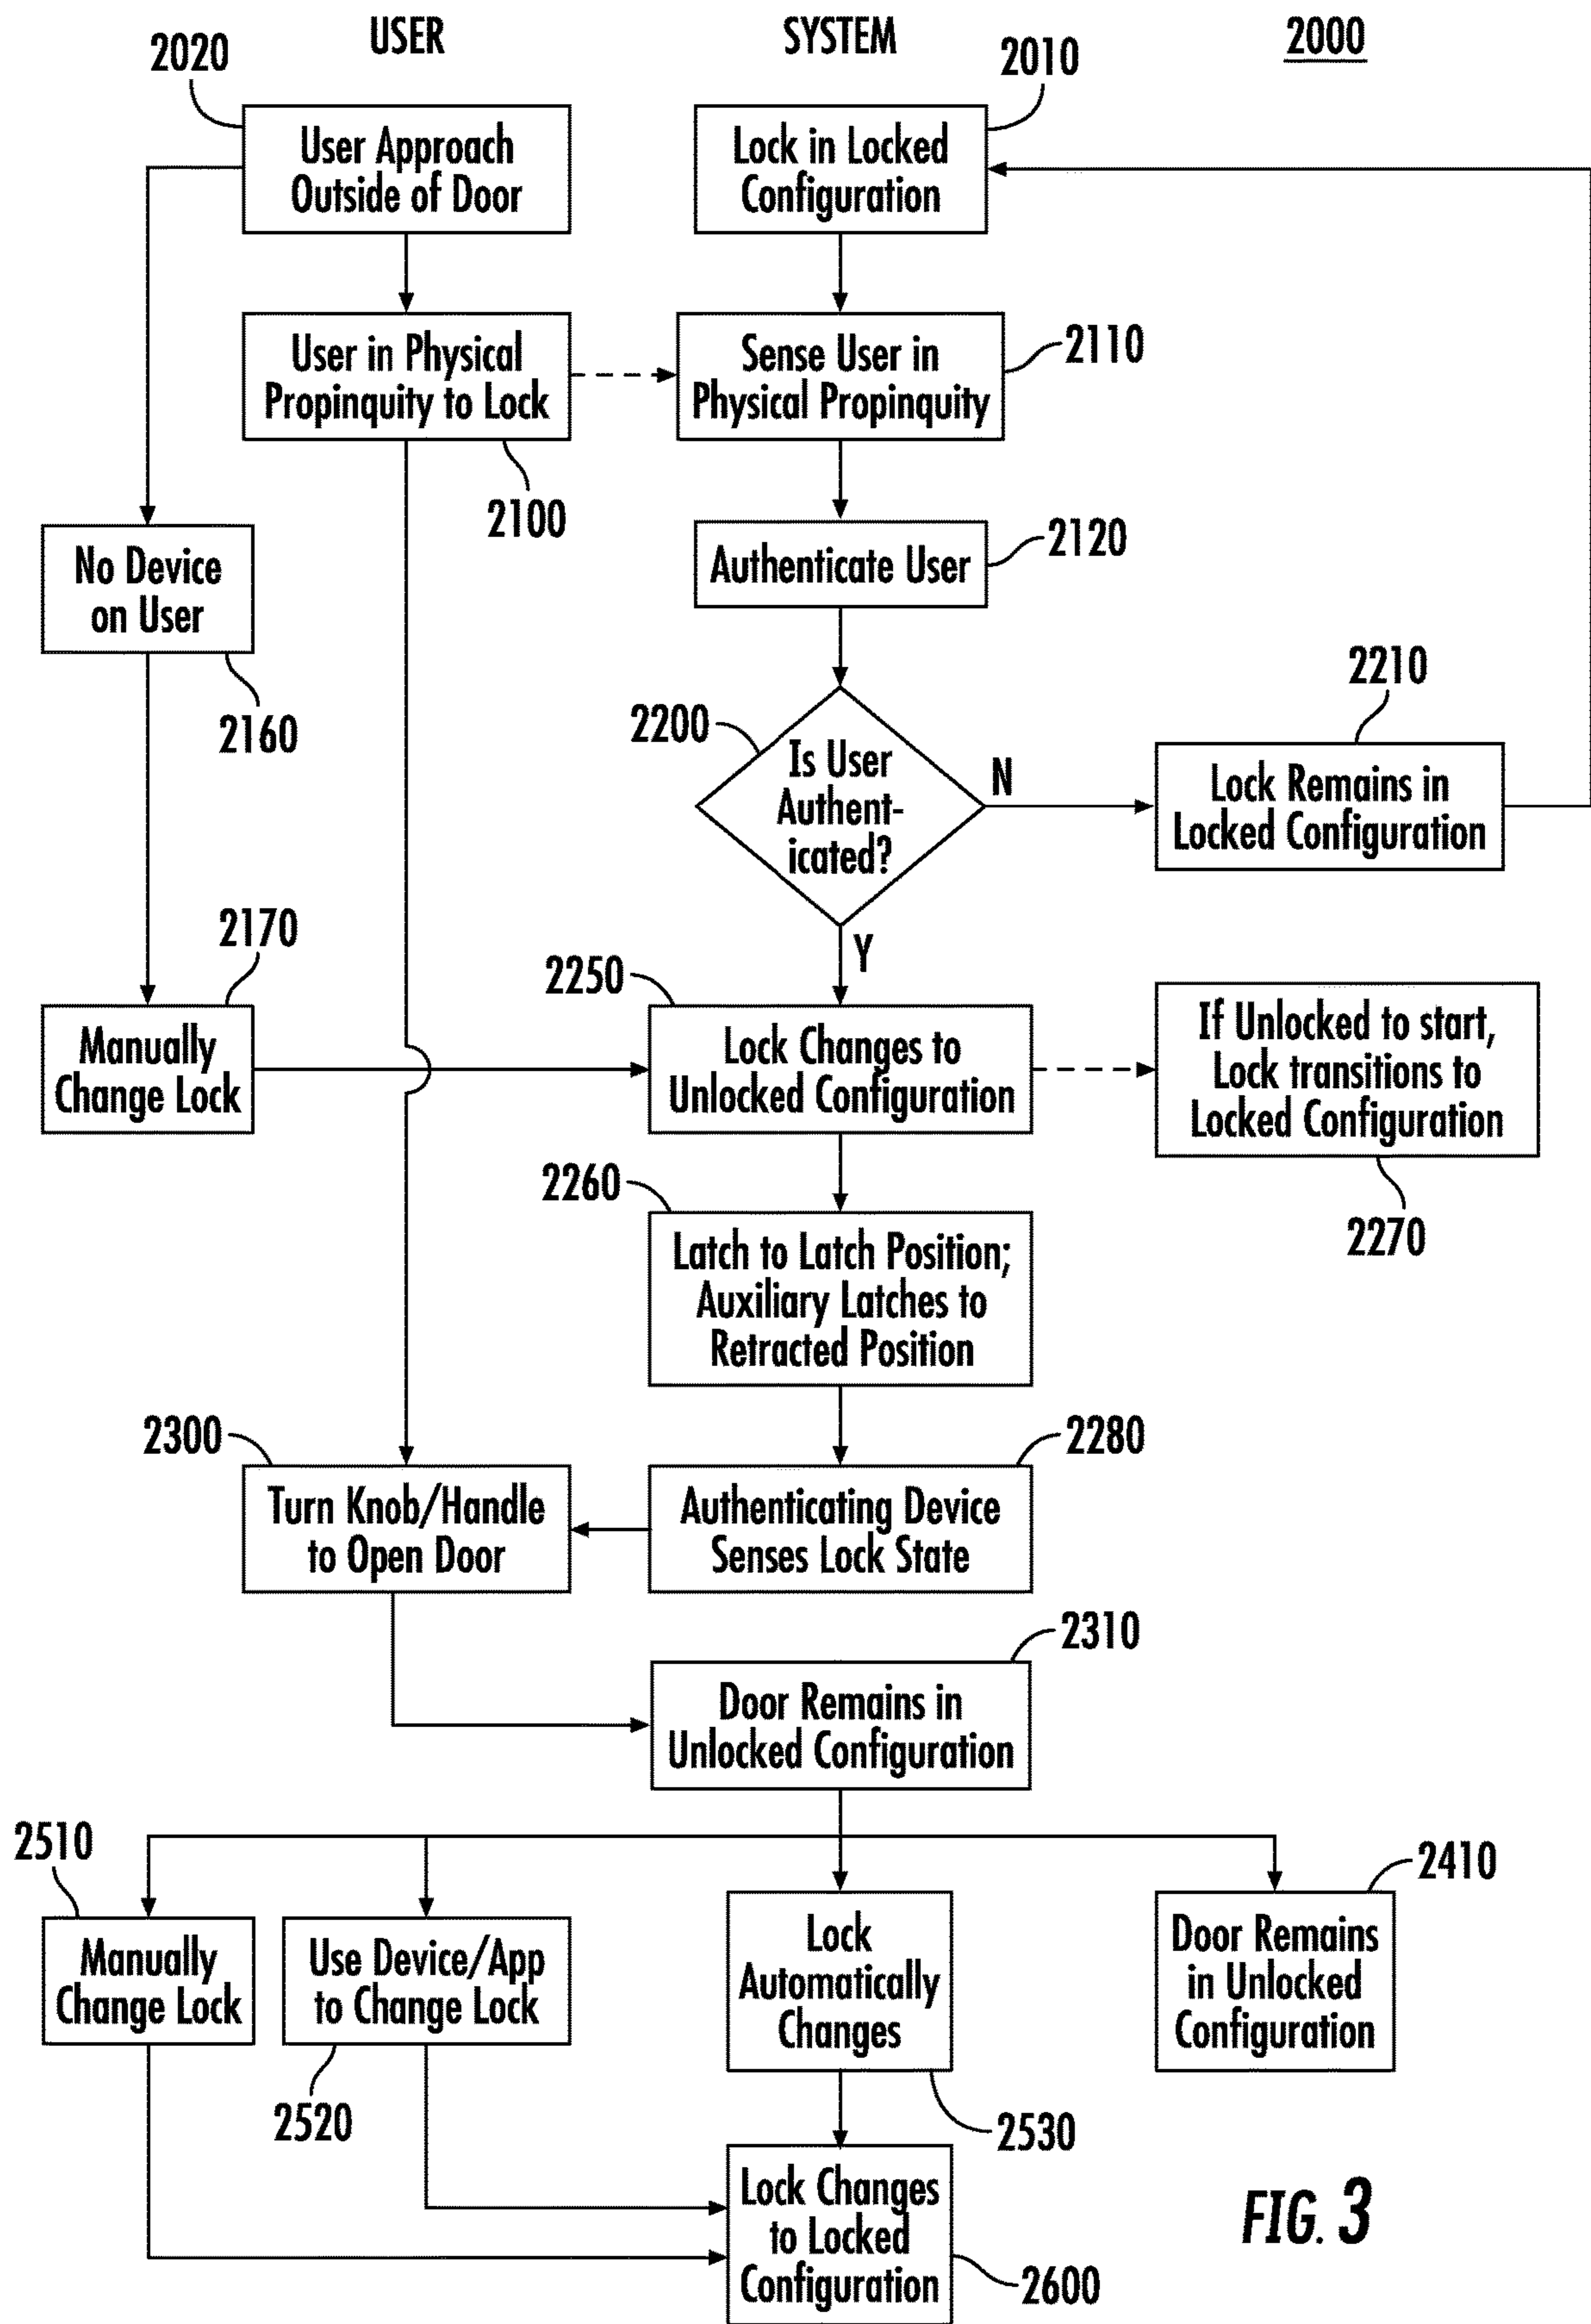 USER
SYSTEM
2000
2020
2010
User Approach
Outside of Door
Lock in Locked
Configuration
User in Physical
Propinquity to Lock
2100
Sense User in
Physical Propinquity
2110
No Device
on User
2160
Authenticate User
2120
2200
Is User
Authent-
icated?
N
Y
2210
Lock Remains in
Locked Configuration
2170
Manually
Change Lock
2250
Lock Changes to
Unlocked Configuration
If Unlocked to start,
Lock transitions to
Locked Configuration
2270
2260
Latch to Latch Position;
Auxiliary Latches to
Retracted Position
2300
Turn Knob/Handle
to Open Door
2280
Authenticating Device
Senses Lock State
2310
Door Remains in
Unlocked Configuration
2510
Manually
Change Lock
Use Device/App
to Change Lock
2520
Lock
Automatically
Changes
2530
2410
Door Remains
in Unlocked
Configuration
Lock Changes
to Locked
Configuration
2600
FIG. 3